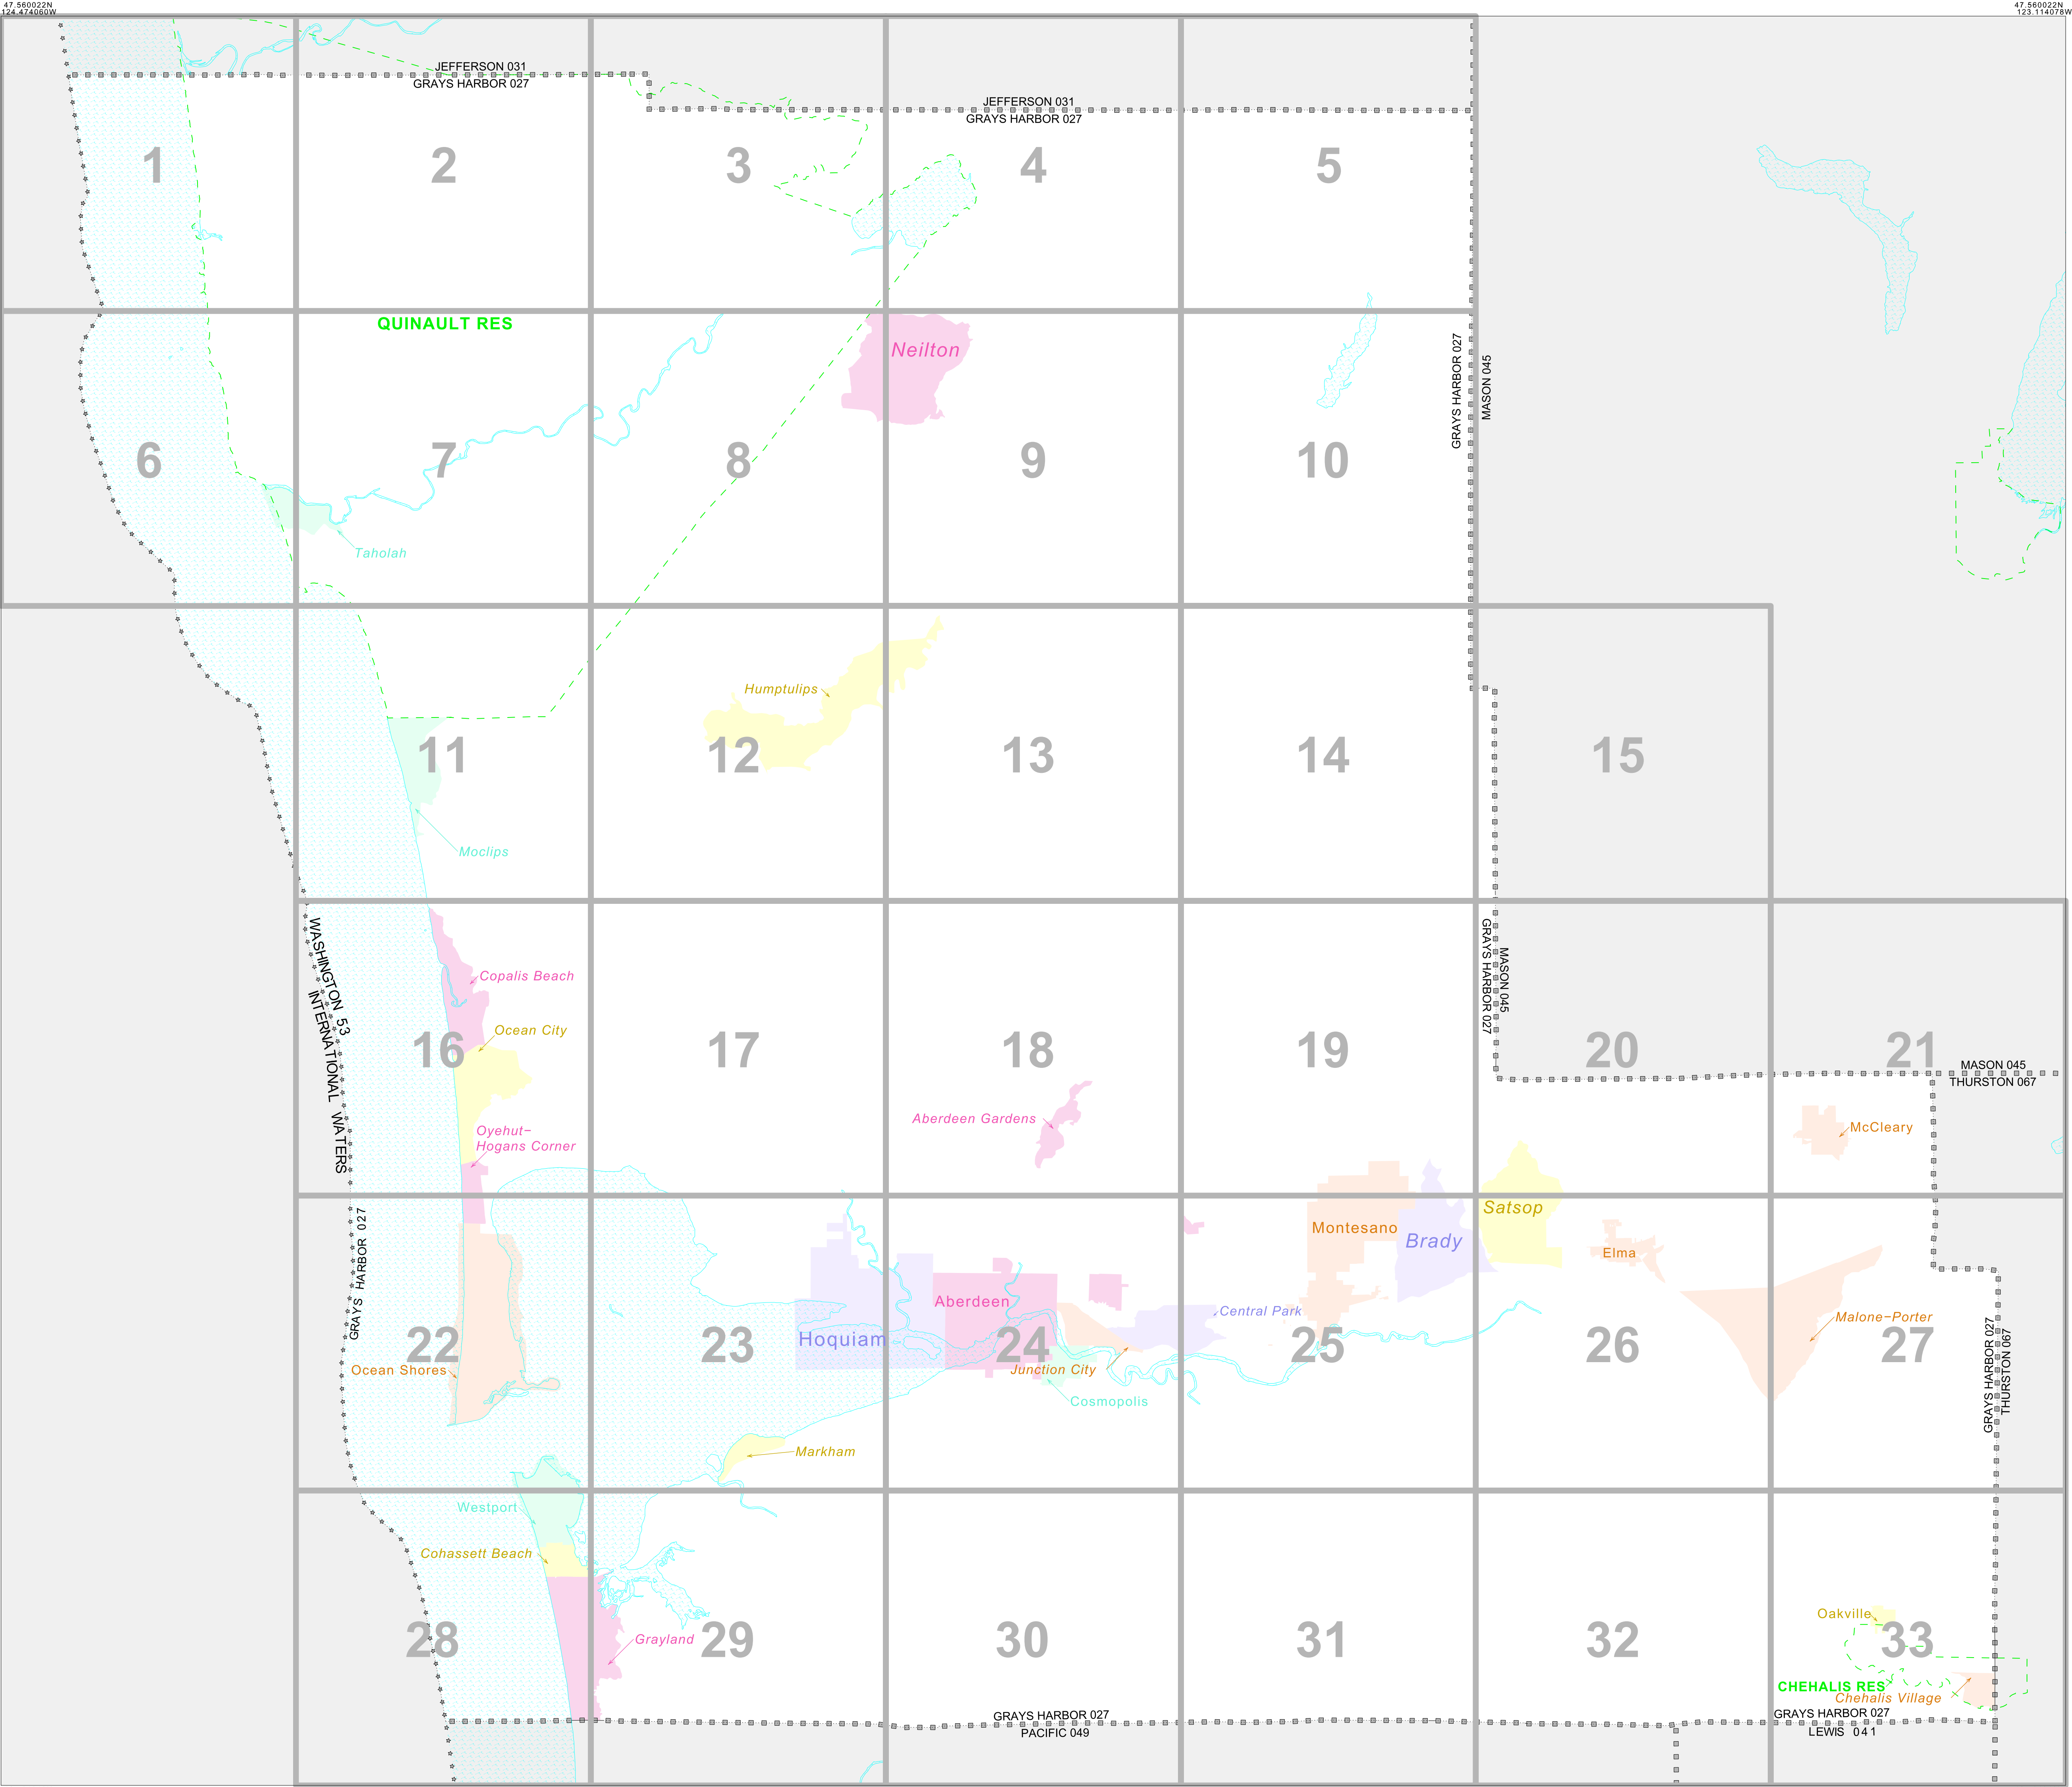 47.560022N
124.474060W
47.560022N
123.114078W
JEFFERSON 031
GRAYS HARBOR 027
JEFFERSON 031
GRAYS HARBOR 027
1
2
3
4
5
QUINAULT RES
Neilton
GRAYS HARBOR 027
MASON 045
6
7
8
9
10
Taholah
Humptulips
11
12
13
14
15
Moclips
WASHINGTON 53
INTERNATIONAL WATERS
GRAYS HARBOR 027
MASON 045
Copalis Beach
Ocean City
16
17
18
19
20
21
MASON 045
THURSTON 067
Aberdeen Gardens
McCleary
Oyehut-
Hogans Corner
GRAYS HARBOR 027
Satsop
Montesano
Brady
Elma
Aberdeen
Central Park
Malone-Porter
Hoquiam
22
23
24
25
26
27
GRAYS HARBOR 027
THURSTON 067
Ocean Shores
Junction City
Cosmopolis
Markham
Westport
Cohassett Beach
Oakville
28
Grayland
29
30
31
32
33
CHEHALIS RES
Chehalis Village
GRAYS HARBOR 027
PACIFIC 049
GRAYS HARBOR 027
LEWIS 041